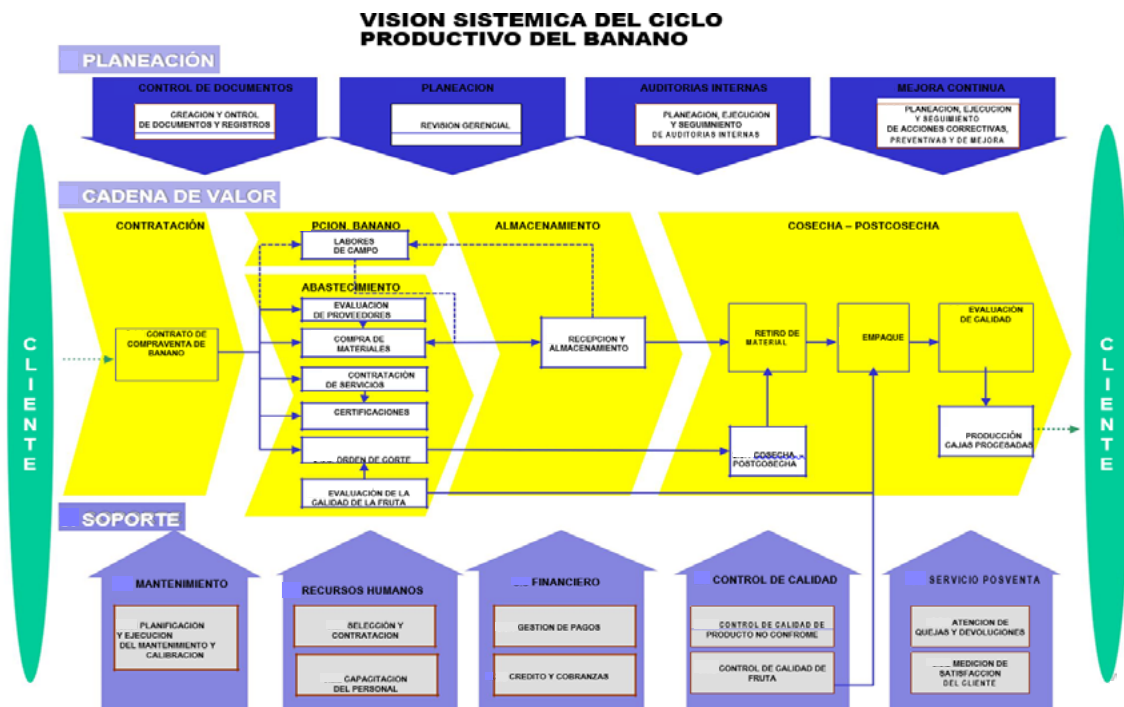 VISION SISTEMICA DEL CICLO
PRODUCTIVO DEL BANANO
PLANEACIÓN
CONTROL DE DOCUMENTOS
CREACION Y ONTROL
DE DOCUMENTOS Y REGISTROS
PLANEACION
REVISION GERENCIAL
AUDITORIAS INTERNAS
PLANEACION, EJECUCION
Y SEGUIMIENTO
DE AUDITORIAS INTERNAS
MEJORA CONTINUA
PLANEACION, EJECUCION
Y SEGUIMIENTO
DE ACCIONES CORRECTIVAS,
PREVENTIVAS Y DE MEJORA
CLIENTE
CADENA DE VALOR
CONTRATACIÓN
CONTRATO DE
COMPRAVENTA DE
BANANO
PCION BANANO
LABORES
DE CAMPO
ABASTECIMIENTO
EVALUACION
DE PROVEEDORES
COMPRA DE
MATERIALES
CONTRATACIÓN
DE SERVICIOS
CERTIFICACIONES
ORDEN DE CORTE
EVALUACIÓN DE LA
CALIDAD DE LA FRUTA
ALMACENAMIENTO
RECEPCION Y
ALMACENAMIENTO
COSECHA – POSTCOSECHA
RETIRO DE
MATERIAL
EMPAQUE
EVALUACIÓN
DE CALIDAD
COSECHA
POSTCOSECHA
PRODUCCIÓN
CAJAS PROCESADAS
CLIENTE
SOPORTE
MANTENIMIENTO
PLANIFICACIÓN
Y EJECUCION
DEL MANTENIMIENTO Y
CALIBRACION
RECURSOS HUMANOS
SELECCIÓN Y
CONTRATACION
CAPACITACION
DEL PERSONAL
FINANCIERO
GESTION DE PAGOS
CREDITO Y COBRANZAS
CONTROL DE CALIDAD
CONTROL DE CALIDAD DE
PRODUCTO NO CONFROME
CONTROL DE CALIDAD DE
FRUTA
SERVICIO POSVENTA
ATENCION DE
QUEJAS Y DEVOLUCIONES
MEDICION DE
SATISFACCION
DEL CLIENTE